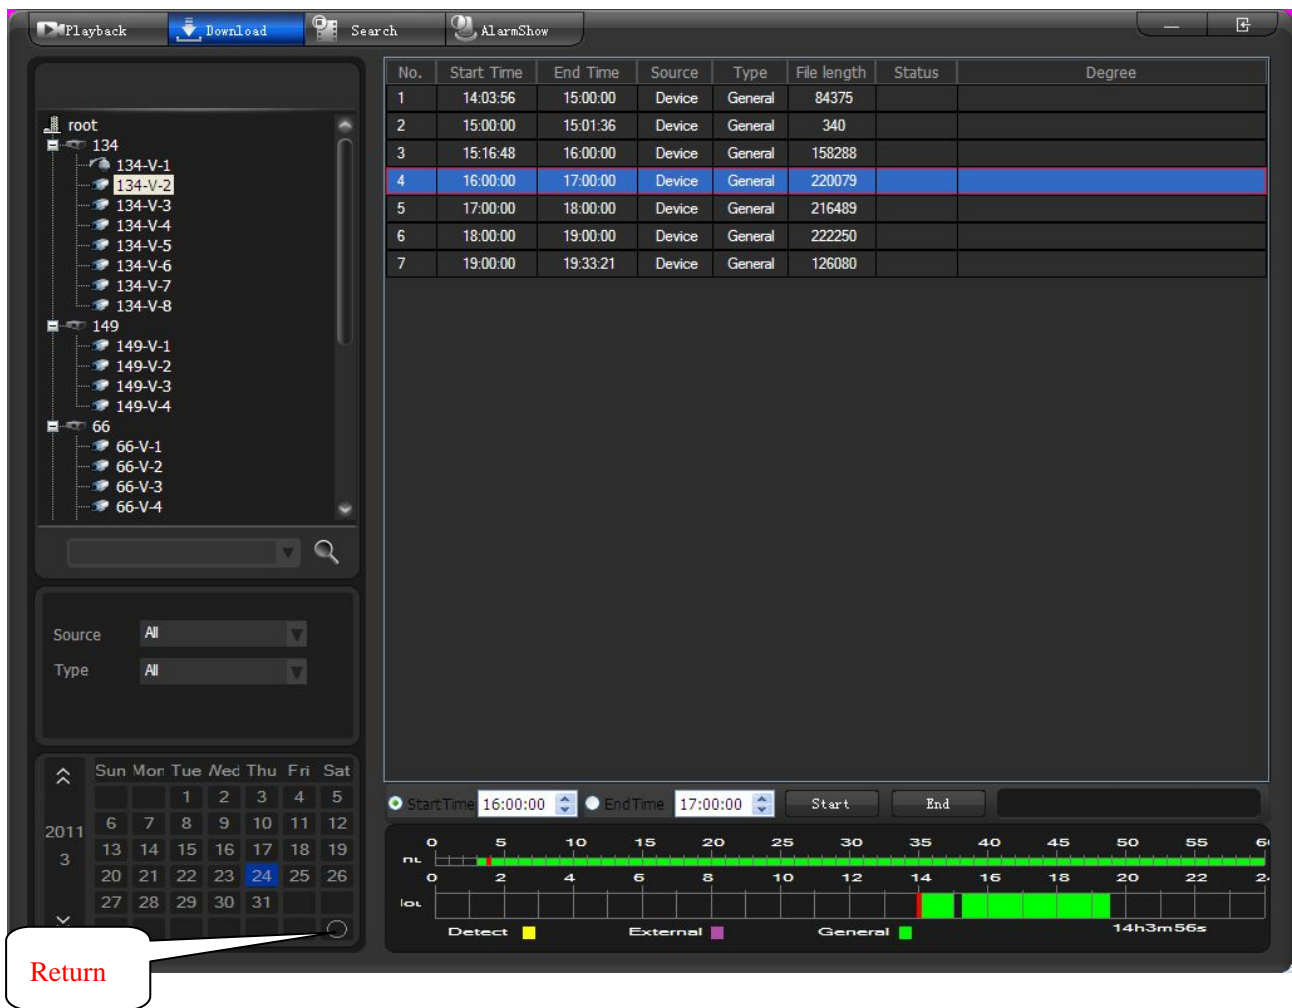 Playback Download Search AlarmShow
No. Start Time End Time Source Type File length Status Degree
1 14:03:56 15:00:00 Device General 84375
2 15:00:00 15:01:36 Device General 340
3 15:16:48 16:00:00 Device General 158288
4 16:00:00 17:00:00 Device General 220079
5 17:00:00 18:00:00 Device General 216489
6 18:00:00 19:00:00 Device General 222250
7 19:00:00 19:33:21 Device General 126080
root
134
134-V-1
134-V-2
134-V-3
134-V-4
134-V-5
134-V-6
134-V-7
134-V-8
149
149-V-1
149-V-2
149-V-3
149-V-4
66
66-V-1
66-V-2
66-V-3
66-V-4
Source All
Type All
Sun Mon Tue Wed Thu Fri Sat
1 2 3 4 5
6 7 8 9 10 11 12
13 14 15 16 17 18 19
20 21 22 23 24 25 26
27 28 29 30 31
2011
3
StartTime 16:00:00 EndTime 17:00:00 Start End
0 5 10 15 20 25 30 35 40 45 50 55 6
0 2 4 6 8 10 12 14 16 18 20 22 2
Detect External General 14h3m56s
Return